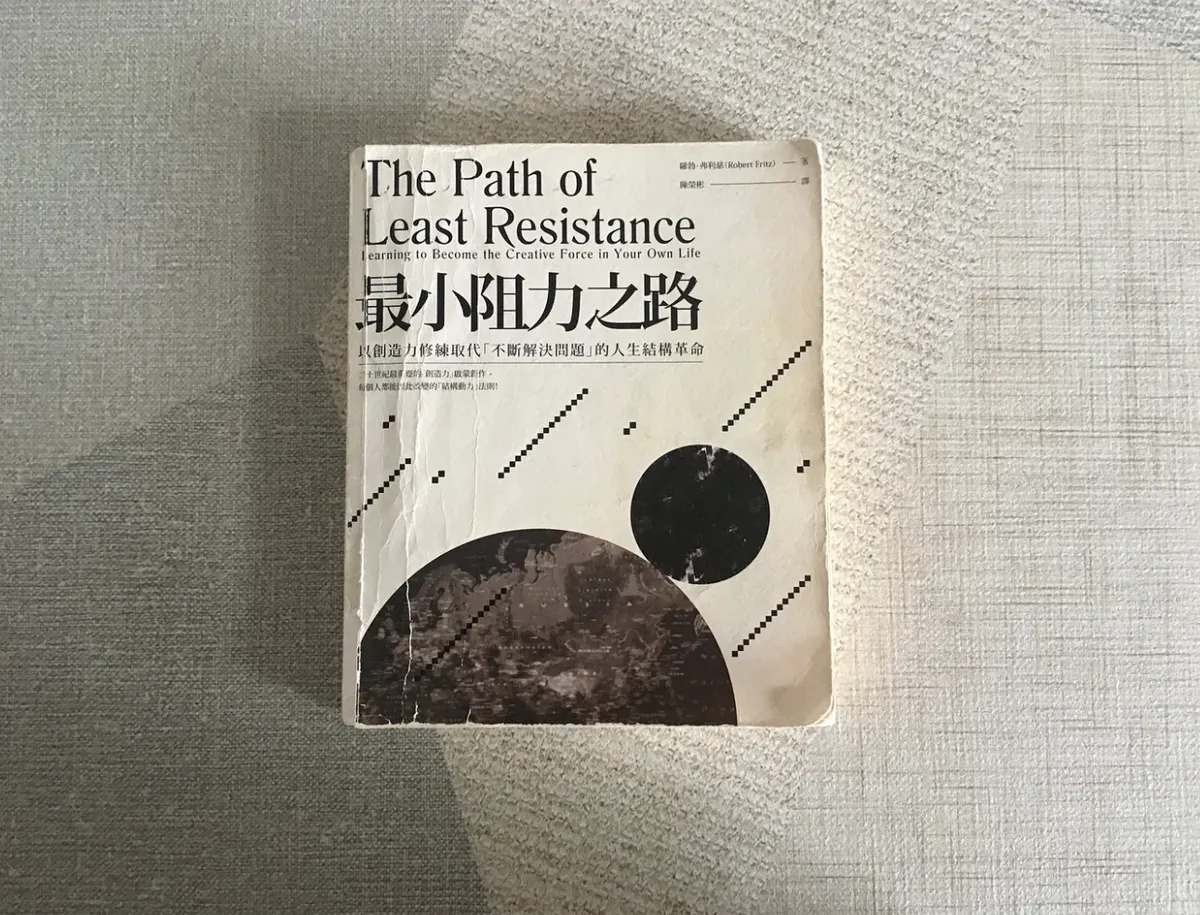 The Path of
Least Resistance
Learning to Become the Creative Force in Your Own Life
最小阻力之路
以創造力修練取代「不斷解決問題」的人生結構革命
二十世紀最重要的「創造力」啟蒙鉅作,
每個人都能以此改變的「結構動力」法則!
羅勃・弗利慈(Robert Fritz) — 著
陳榮彬 — 譯